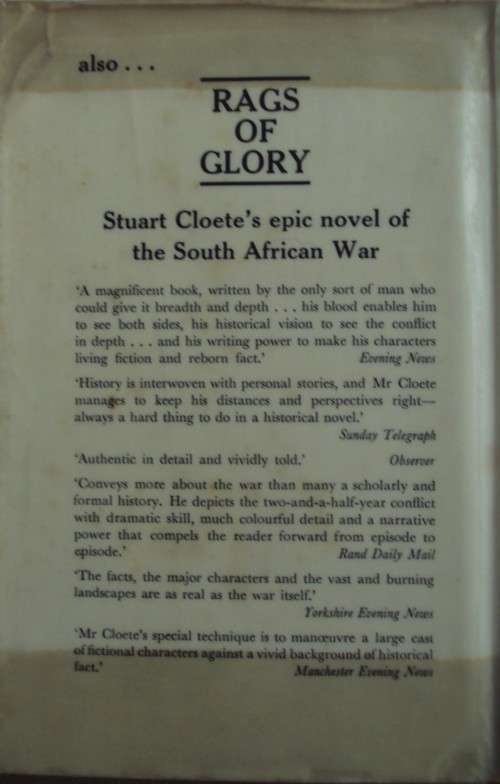 also . . .
RAGS
OF
GLORY
Stuart Cloete's epic novel of
the South African War
'A magnificent book, written by the only sort of man who
could give it breadth and depth . . . his blood enables him
to see both sides, his historical vision to see the conflict
in depth . . . and his writing power to make his characters
living fiction and reborn fact.' Evening News
'History is interwoven with personal stories, and Mr Cloete
manages to keep his distances and perspectives right—
always a hard thing to do in a historical novel.'
Sunday Telegraph
'Authentic in detail and vividly told.' Observer
'Conveys more about the war than many a scholarly and
formal history. He depicts the two-and-a-half-year conflict
with dramatic skill, much colourful detail and a narrative
power that compels the reader forward from episode to
episode.' Rand Daily Mail
'The facts, the major characters and the vast and burning
landscapes are as real as the war itself.'
Yorkshire Evening News
'Mr Cloete's special technique is to manœuvre a large cast
of fictional characters against a vivid background of historical
fact.' Manchester Evening News